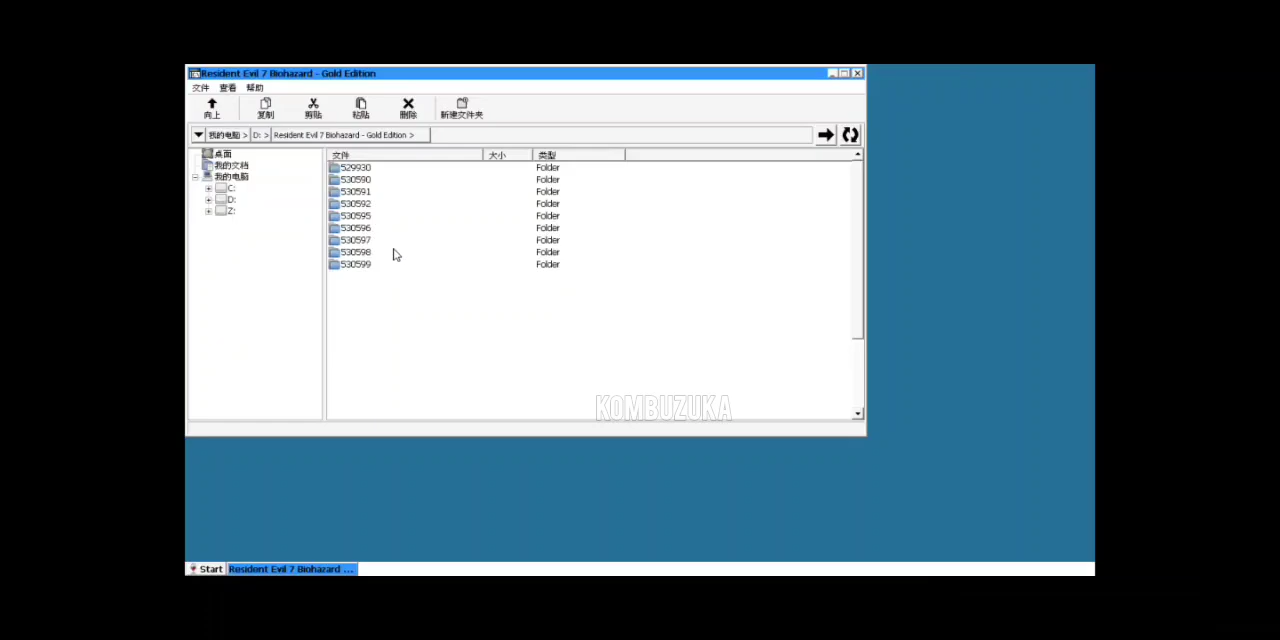 Resident Evil 7 Biohazard - Gold Edition
文件 查看 帮助
向上 复制 剪贴 粘贴 删除 新建文件夹
我的电脑 > D: > Resident Evil 7 Biohazard - Gold Edition >
桌面
我的文档
我的电脑
C:
D:
Z:
文件 大小 类型
529930 Folder
530590 Folder
530591 Folder
530592 Folder
530595 Folder
530596 Folder
530597 Folder
530598 Folder
530599 Folder
KOMBUZUKA
Start Resident Evil 7 Biohazard ...